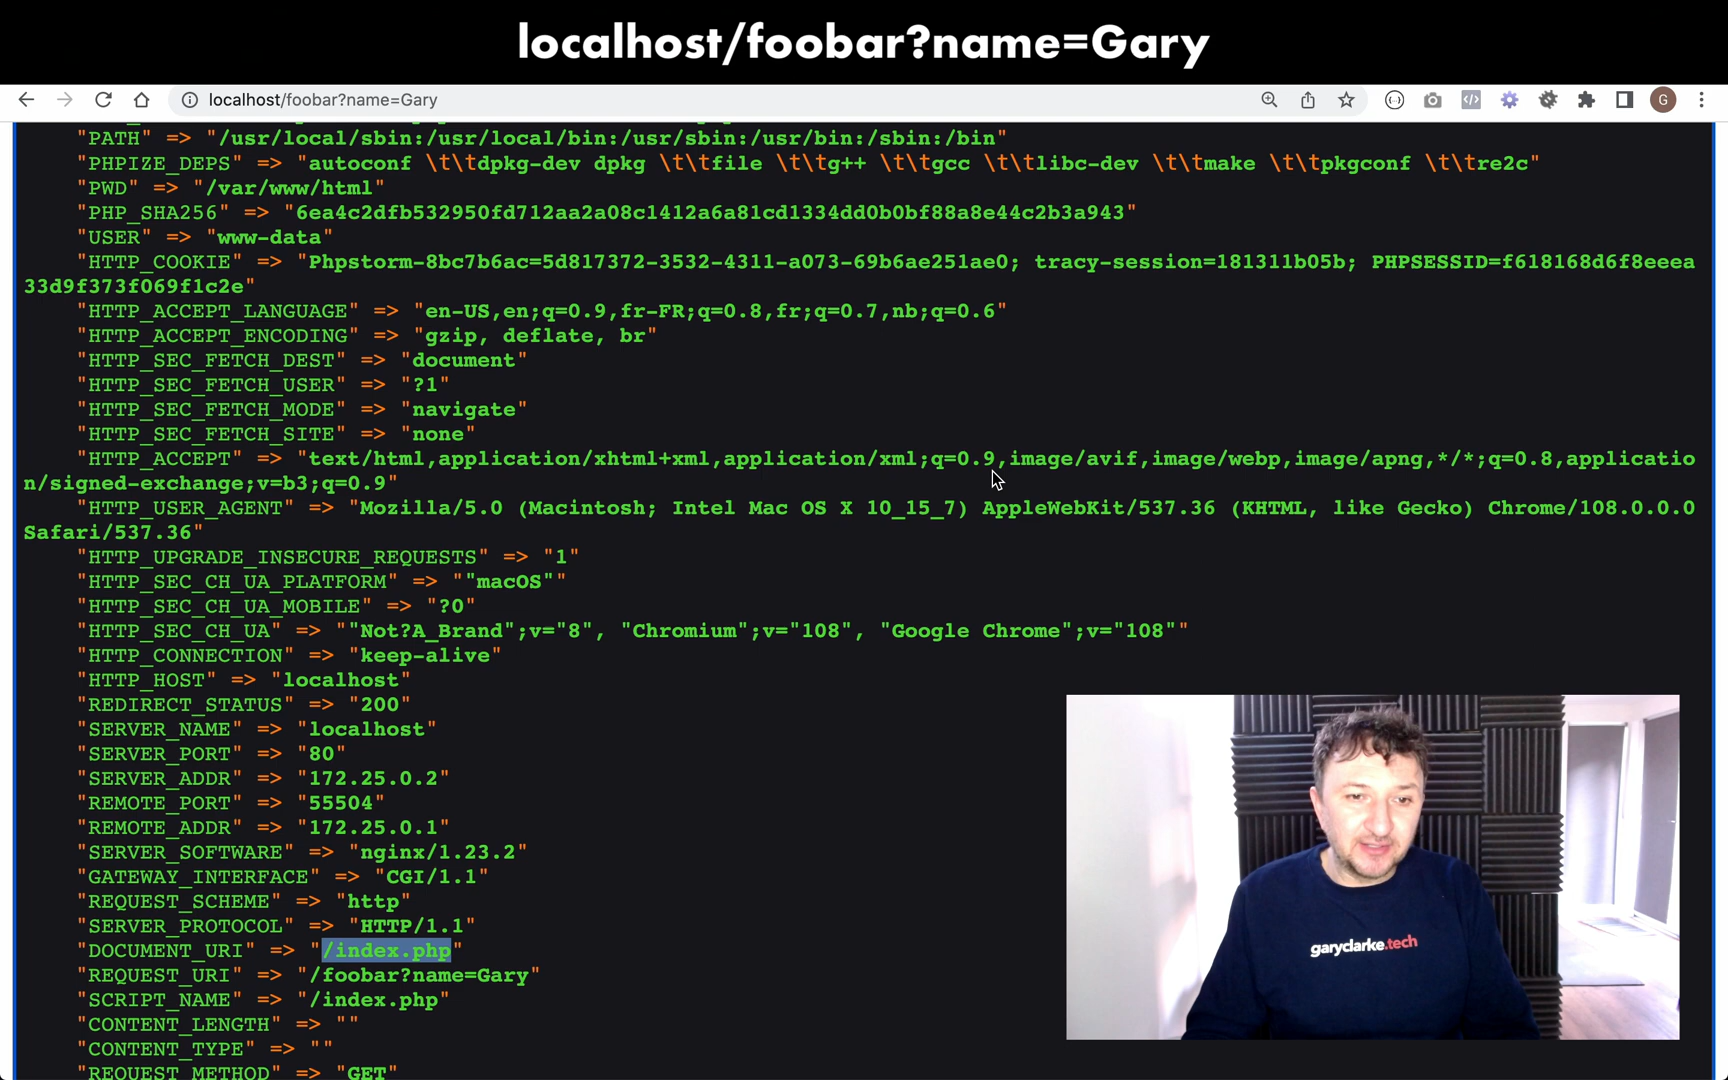 localhost/foobar?name=Gary
localhost/foobar?name=Gary
G
"PATH" => "/usr/local/sbin:/usr/local/bin:/usr/sbin:/usr/bin:/sbin:/bin"
"PHPIZE_DEPS" => "autoconf \t\tdpkg-dev dpkg \t\tfile \t\tg++ \t\tgcc \t\tlibc-dev \t\tmake \t\tpkgconf \t\tre2c"
"PWD" => "/var/www/html"
"PHP_SHA256" => "6ea4c2dfb532950fd712aa2a08c1412a6a81cd1334dd0b0bf88a8e44c2b3a943"
"USER" => "www-data"
"HTTP_COOKIE" => "Phpstorm-8bc7b6ac=5d817372-3532-4311-a073-69b6ae251ae0; tracy-session=181311b05b; PHPSESSID=f618168d6f8eeea
33d9f373f069f1c2e"
"HTTP_ACCEPT_LANGUAGE" => "en-US,en;q=0.9,fr-FR;q=0.8,fr;q=0.7,nb;q=0.6"
"HTTP_ACCEPT_ENCODING" => "gzip, deflate, br"
"HTTP_SEC_FETCH_DEST" => "document"
"HTTP_SEC_FETCH_USER" => "?1"
"HTTP_SEC_FETCH_MODE" => "navigate"
"HTTP_SEC_FETCH_SITE" => "none"
"HTTP_ACCEPT" => "text/html,application/xhtml+xml,application/xml;q=0.9,image/avif,image/webp,image/apng,*/*;q=0.8,applicatio
n/signed-exchange;v=b3;q=0.9"
"HTTP_USER_AGENT" => "Mozilla/5.0 (Macintosh; Intel Mac OS X 10_15_7) AppleWebKit/537.36 (KHTML, like Gecko) Chrome/108.0.0.0
Safari/537.36"
"HTTP_UPGRADE_INSECURE_REQUESTS" => "1"
"HTTP_SEC_CH_UA_PLATFORM" => ""macOS""
"HTTP_SEC_CH_UA_MOBILE" => "?0"
"HTTP_SEC_CH_UA" => ""Not?A_Brand";v="8", "Chromium";v="108", "Google Chrome";v="108""
"HTTP_CONNECTION" => "keep-alive"
"HTTP_HOST" => "localhost"
"REDIRECT_STATUS" => "200"
"SERVER_NAME" => "localhost"
"SERVER_PORT" => "80"
"SERVER_ADDR" => "172.25.0.2"
"REMOTE_PORT" => "55504"
"REMOTE_ADDR" => "172.25.0.1"
"SERVER_SOFTWARE" => "nginx/1.23.2"
"GATEWAY_INTERFACE" => "CGI/1.1"
"REQUEST_SCHEME" => "http"
"SERVER_PROTOCOL" => "HTTP/1.1"
"DOCUMENT_URI" => "/index.php"
"REQUEST_URI" => "/foobar?name=Gary"
"SCRIPT_NAME" => "/index.php"
"CONTENT_LENGTH" => ""
"CONTENT_TYPE" => ""
"REQUEST_METHOD" => "GET"
garyclarke.tech